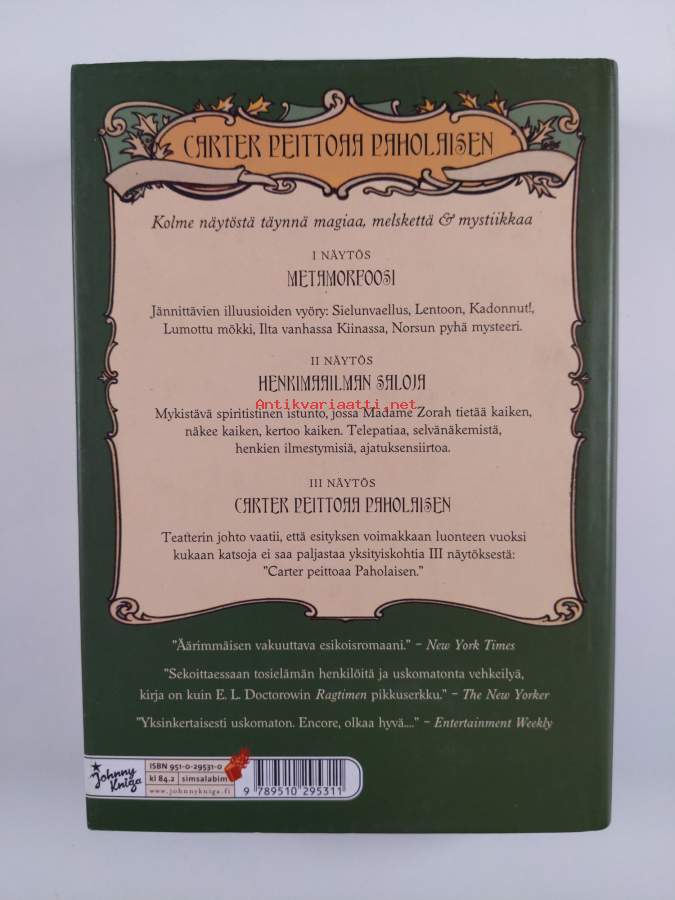 CARTER PEITTOAA PAHOLAISEN
Kolme näytöstä täynnä magiaa, melskettä & mystiikkaa
I NÄYTÖS
METAMORFOOSI
Jännittävien illuusioiden vyöry: Sielunvaellus, Lentoon, Kadonnut!,
Lumottu mökki, Ilta vanhassa Kiinassa, Norsun pyhä mysteeri.
II NÄYTÖS
HENKIMAAILMAN SALOJA
Antikvariaatti.net
Mykistävä spiritistinen istunto, jossa Madame Zorah tietää kaiken,
näkee kaiken, kertoo kaiken. Telepatiaa, selvänäkemistä,
henkien ilmestymisiä, ajatuksensiirtoa.
III NÄYTÖS
CARTER PEITTOAA PAHOLAISEN
Teatterin johto vaatii, että esityksen voimakkaan luonteen vuoksi
kukaan katsoja ei saa paljastaa yksityiskohtia III näytöksestä:
"Carter peittoaa Paholaisen."
"Äärimmäisen vakuuttava esikoisromaani." – New York Times
"Sekoittaessaan tosielämän henkilöitä ja uskomatonta vehkeilyä,
kirja on kuin E. L. Doctorowin Ragtimen pikkuserkku." – The New Yorker
"Yksinkertaisesti uskomaton. Encore, olkaa hyvä...." – Entertainment Weekly
Johnny
Kniga
ISBN 951-0-29531-0
kl 84.2 simsalabim
www.johnnykniga.fi
9 789510 295311